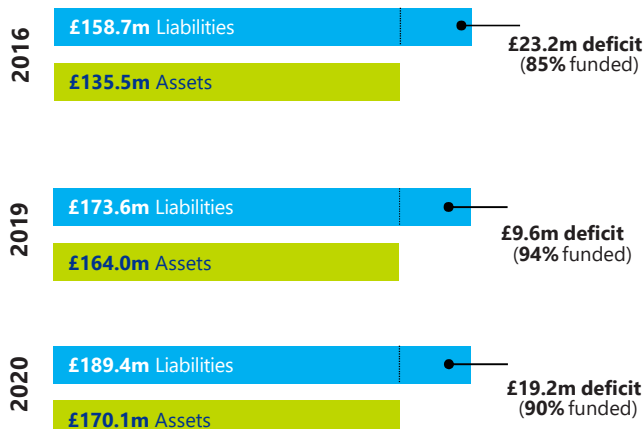 2016
£158.7m Liabilities
£23.2m deficit
(85% funded)
£135.5m Assets
2019
£173.6m Liabilities
£9.6m deficit
(94% funded)
£164.0m Assets
2020
£189.4m Liabilities
£19.2m deficit
(90% funded)
£170.1m Assets